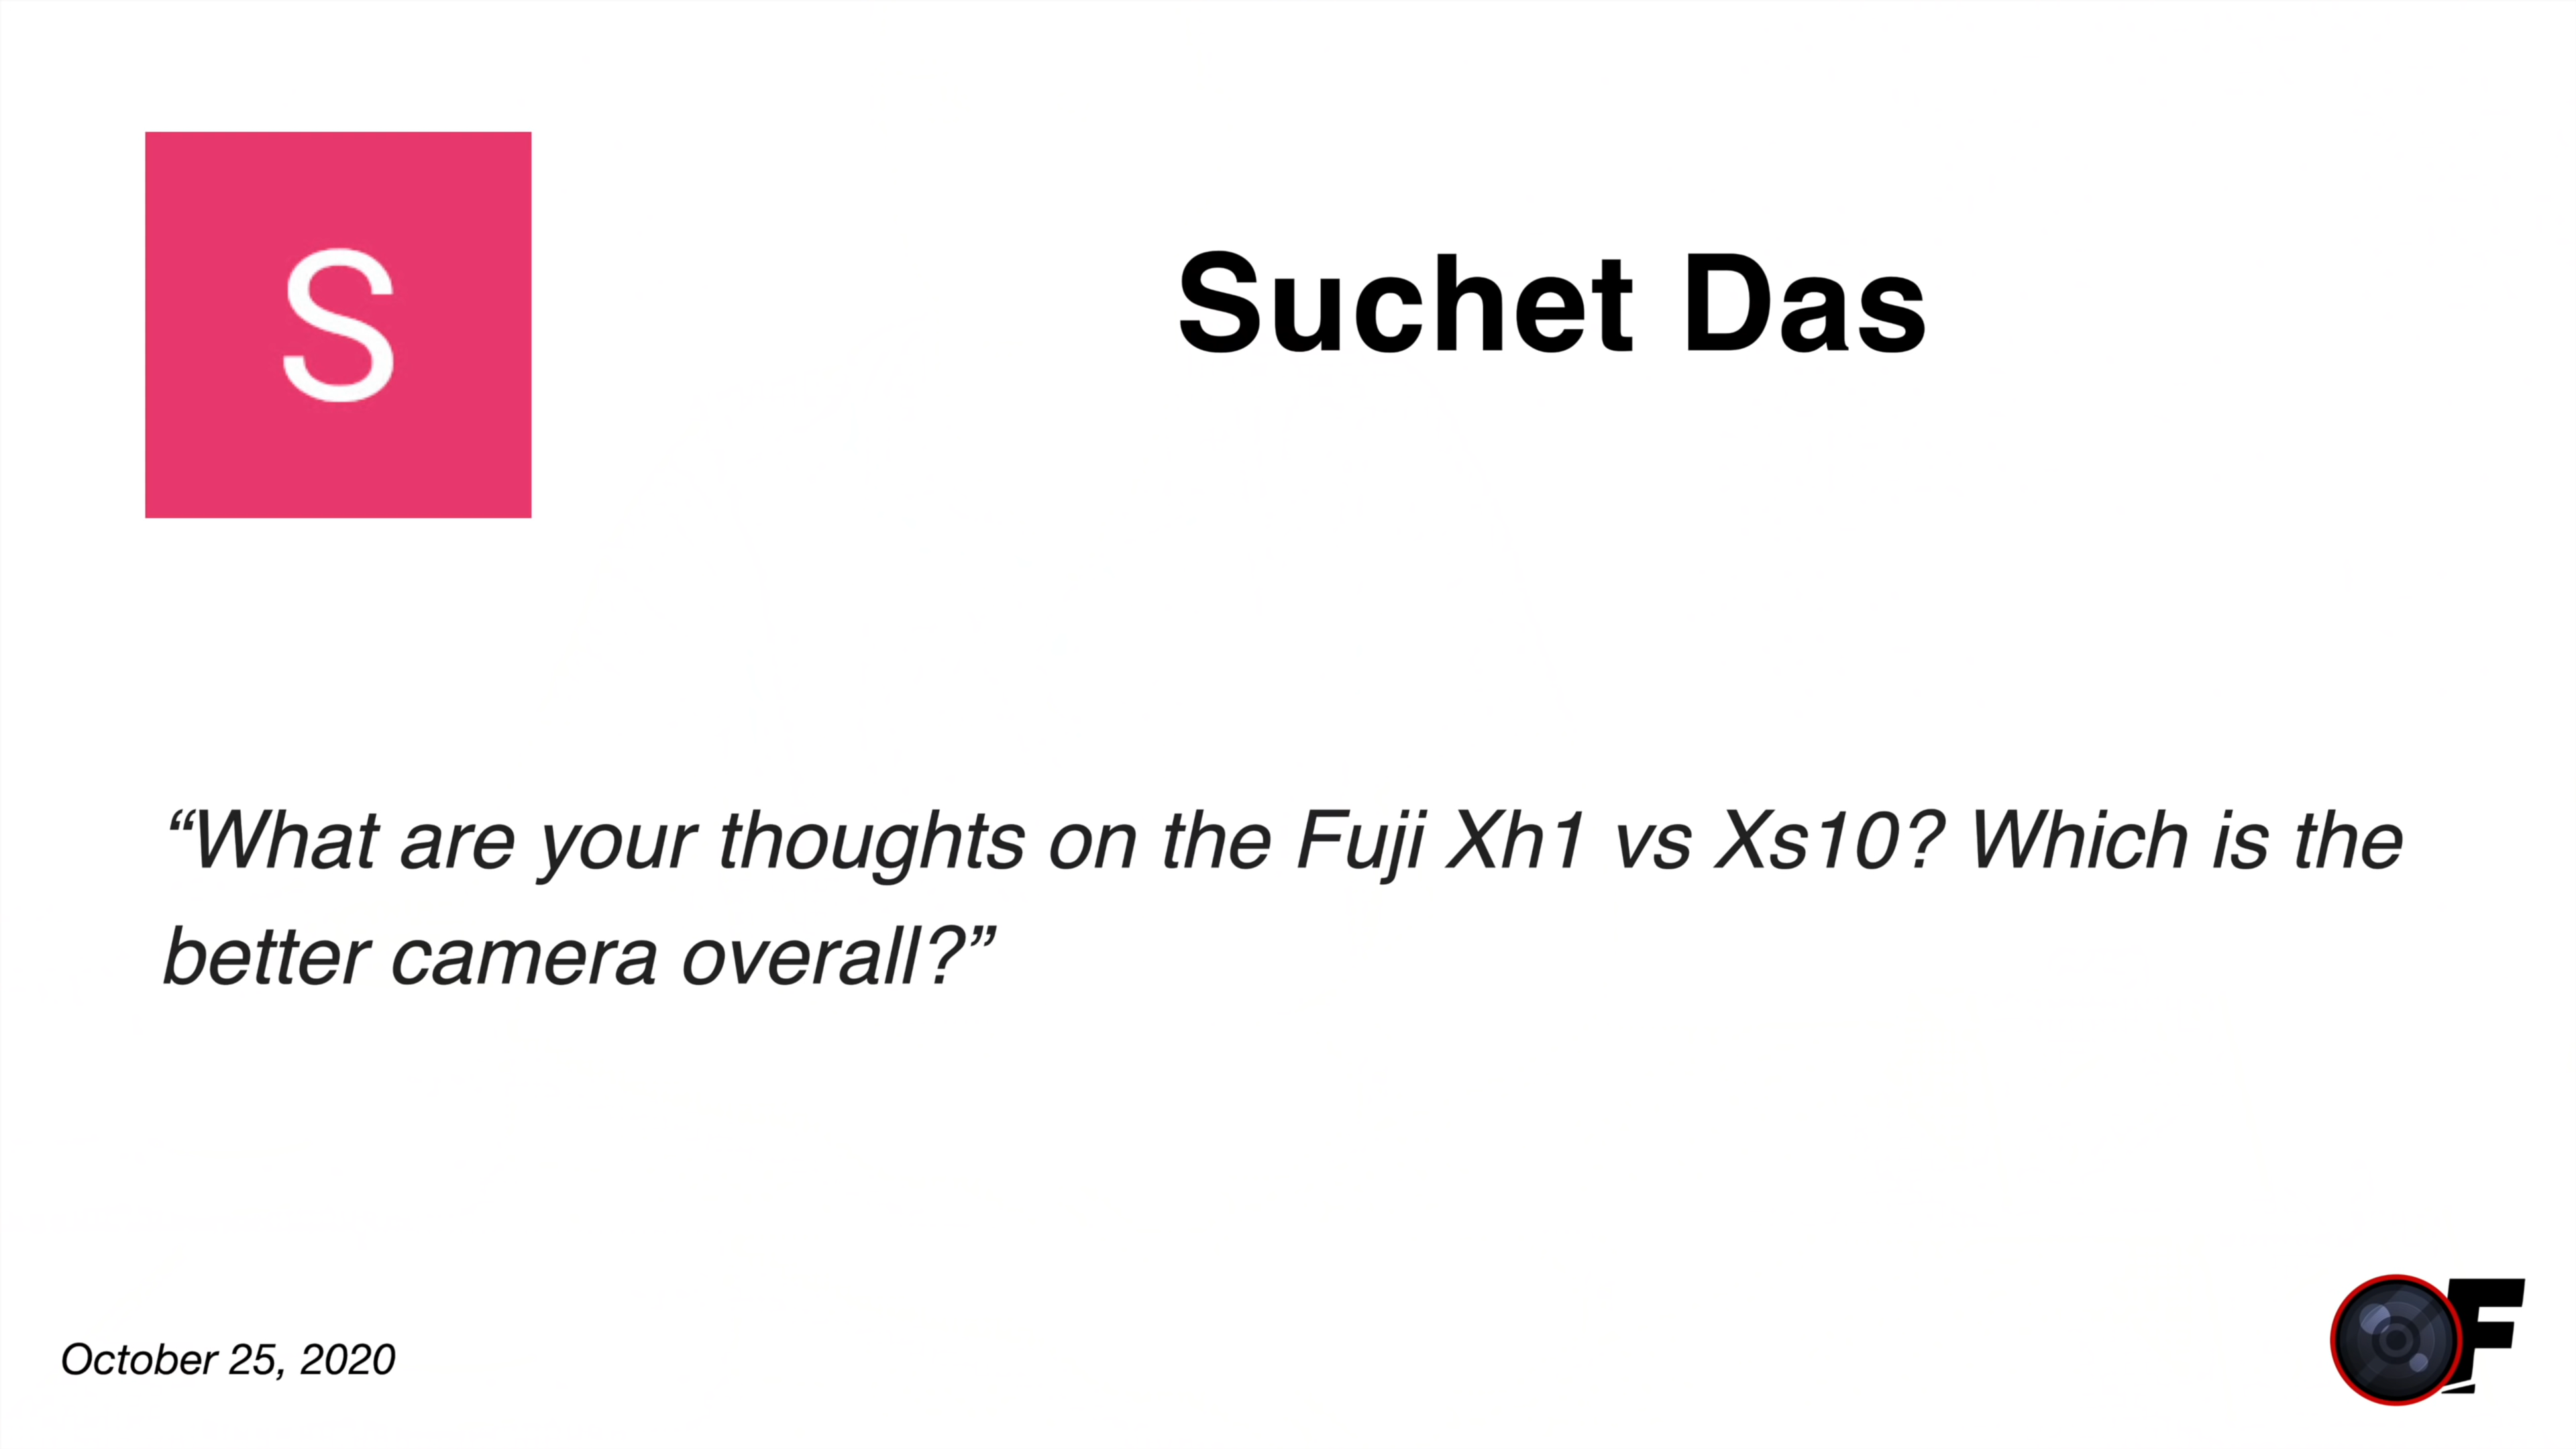 S
Suchet Das
“What are your thoughts on the Fuji Xh1 vs Xs10? Which is the
better camera overall?”
October 25, 2020
F